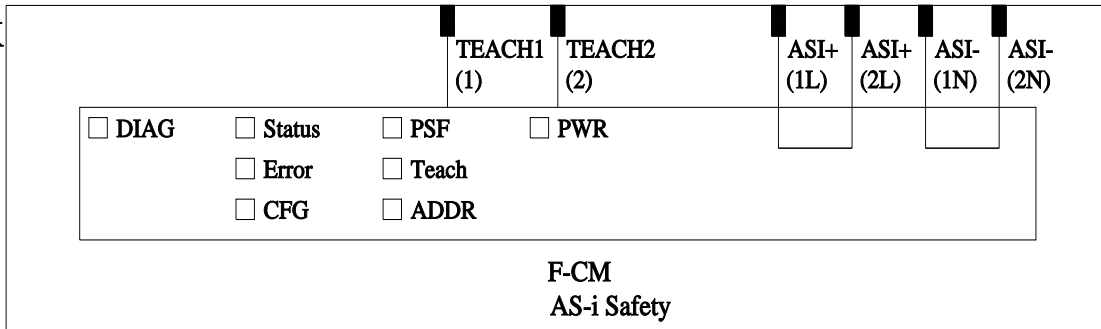 TEACH1 TEACH2 ASI+ ASI+ ASI- ASI-
(1) (2) (1L) (2L) (1N) (2N)
DIAG Status PSF PWR
Error Teach
CFG ADDR
F-CM
AS-i Safety